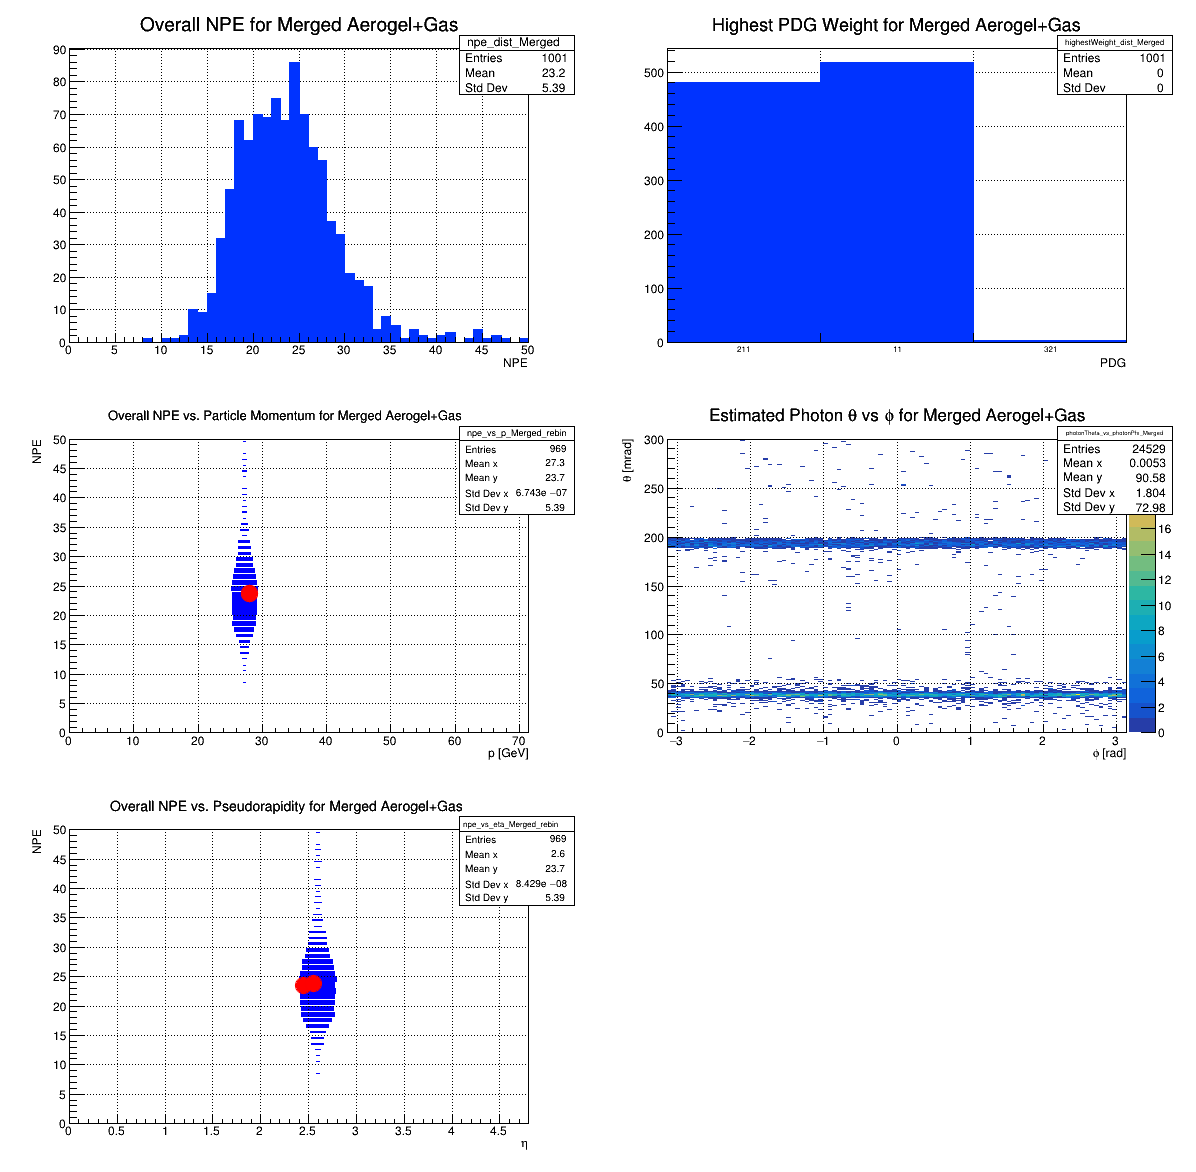 Overall NPE for Merged Aerogel+Gas
npe_dist_Merged
Entries 1001
Mean 23.2
Std Dev 5.39
90
80
70
60
50
40
30
20
10
0
0 5 10 15 20 25 30 35 40 45 50
NPE
Highest PDG Weight for Merged Aerogel+Gas
highestWeight_dist_Merged
Entries 1001
Mean 0
Std Dev 0
500
400
300
200
100
0
211 11 321
PDG
Overall NPE vs. Particle Momentum for Merged Aerogel+Gas
npe_vs_p_Merged_rebin
Entries 969
Mean x 27.3
Mean y 23.7
Std Dev x 6.743e −07
Std Dev y 5.39
NPE
50
45
40
35
30
25
20
15
10
5
0
0 10 20 30 40 50 60 70
p [GeV]
Estimated Photon θ vs ϕ for Merged Aerogel+Gas
photonTheta_vs_photonPhi_Merged
Entries 24529
Mean x 0.0053
Mean y 90.58
Std Dev x 1.804
Std Dev y 72.98
θ [mrad]
300
250
200
150
100
50
0
−3 −2 −1 0 1 2 3
ϕ [rad]
16
14
12
10
8
6
4
2
0
Overall NPE vs. Pseudorapidity for Merged Aerogel+Gas
npe_vs_eta_Merged_rebin
Entries 969
Mean x 2.6
Mean y 23.7
Std Dev x 8.429e −08
Std Dev y 5.39
NPE
50
45
40
35
30
25
20
15
10
5
0
0 0.5 1 1.5 2 2.5 3 3.5 4 4.5
η